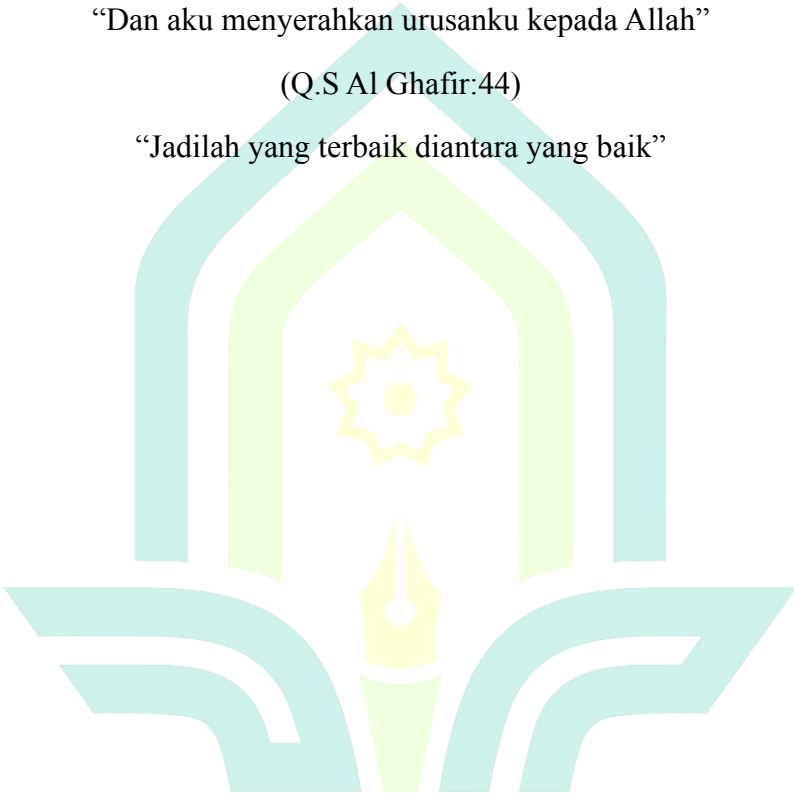 “Dan aku menyerahkan urusanku kepada Allah”
(Q.S Al Ghafir:44)
“Jadilah yang terbaik diantara yang baik”